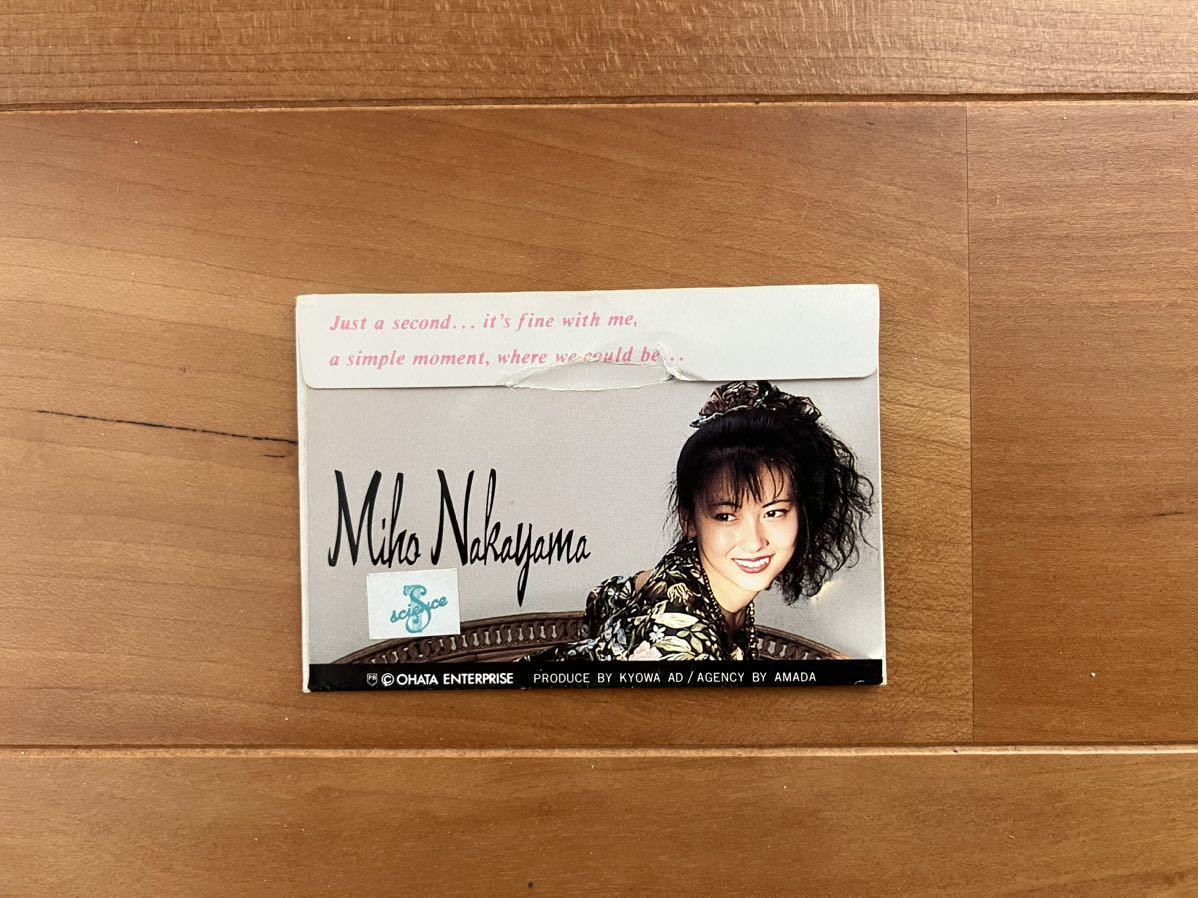 Just a second... it's fine with me,
a simple moment, where we could be...
Miho Nakayama
science
PB © OHATA ENTERPRISE PRODUCE BY KYOWA AD / AGENCY BY AMADA